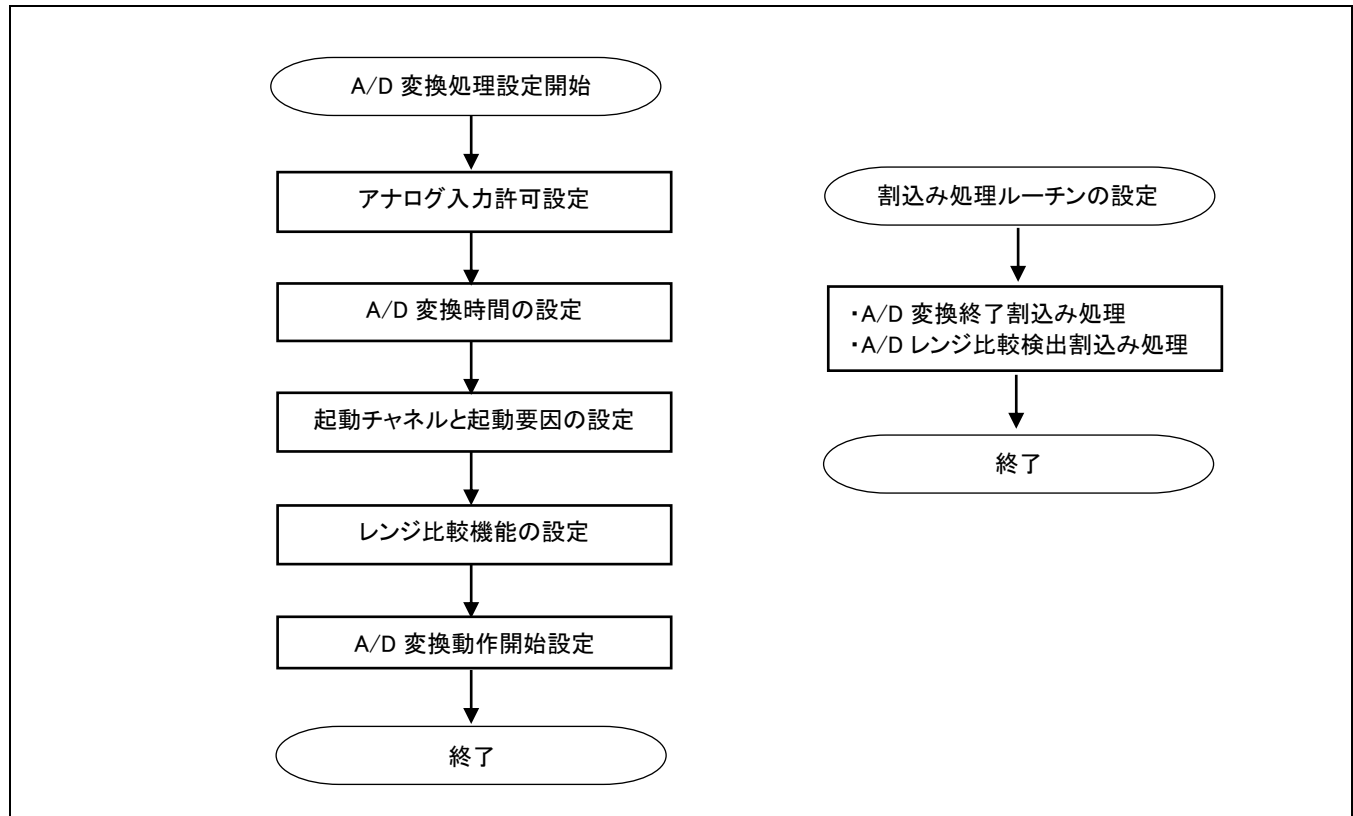 A/D 変換処理設定開始
アナログ入力許可設定
A/D 変換時間の設定
起動チャネルと起動要因の設定
レンジ比較機能の設定
A/D 変換動作開始設定
終了
割込み処理ルーチンの設定
・A/D 変換終了割込み処理
・A/D レンジ比較検出割込み処理
終了